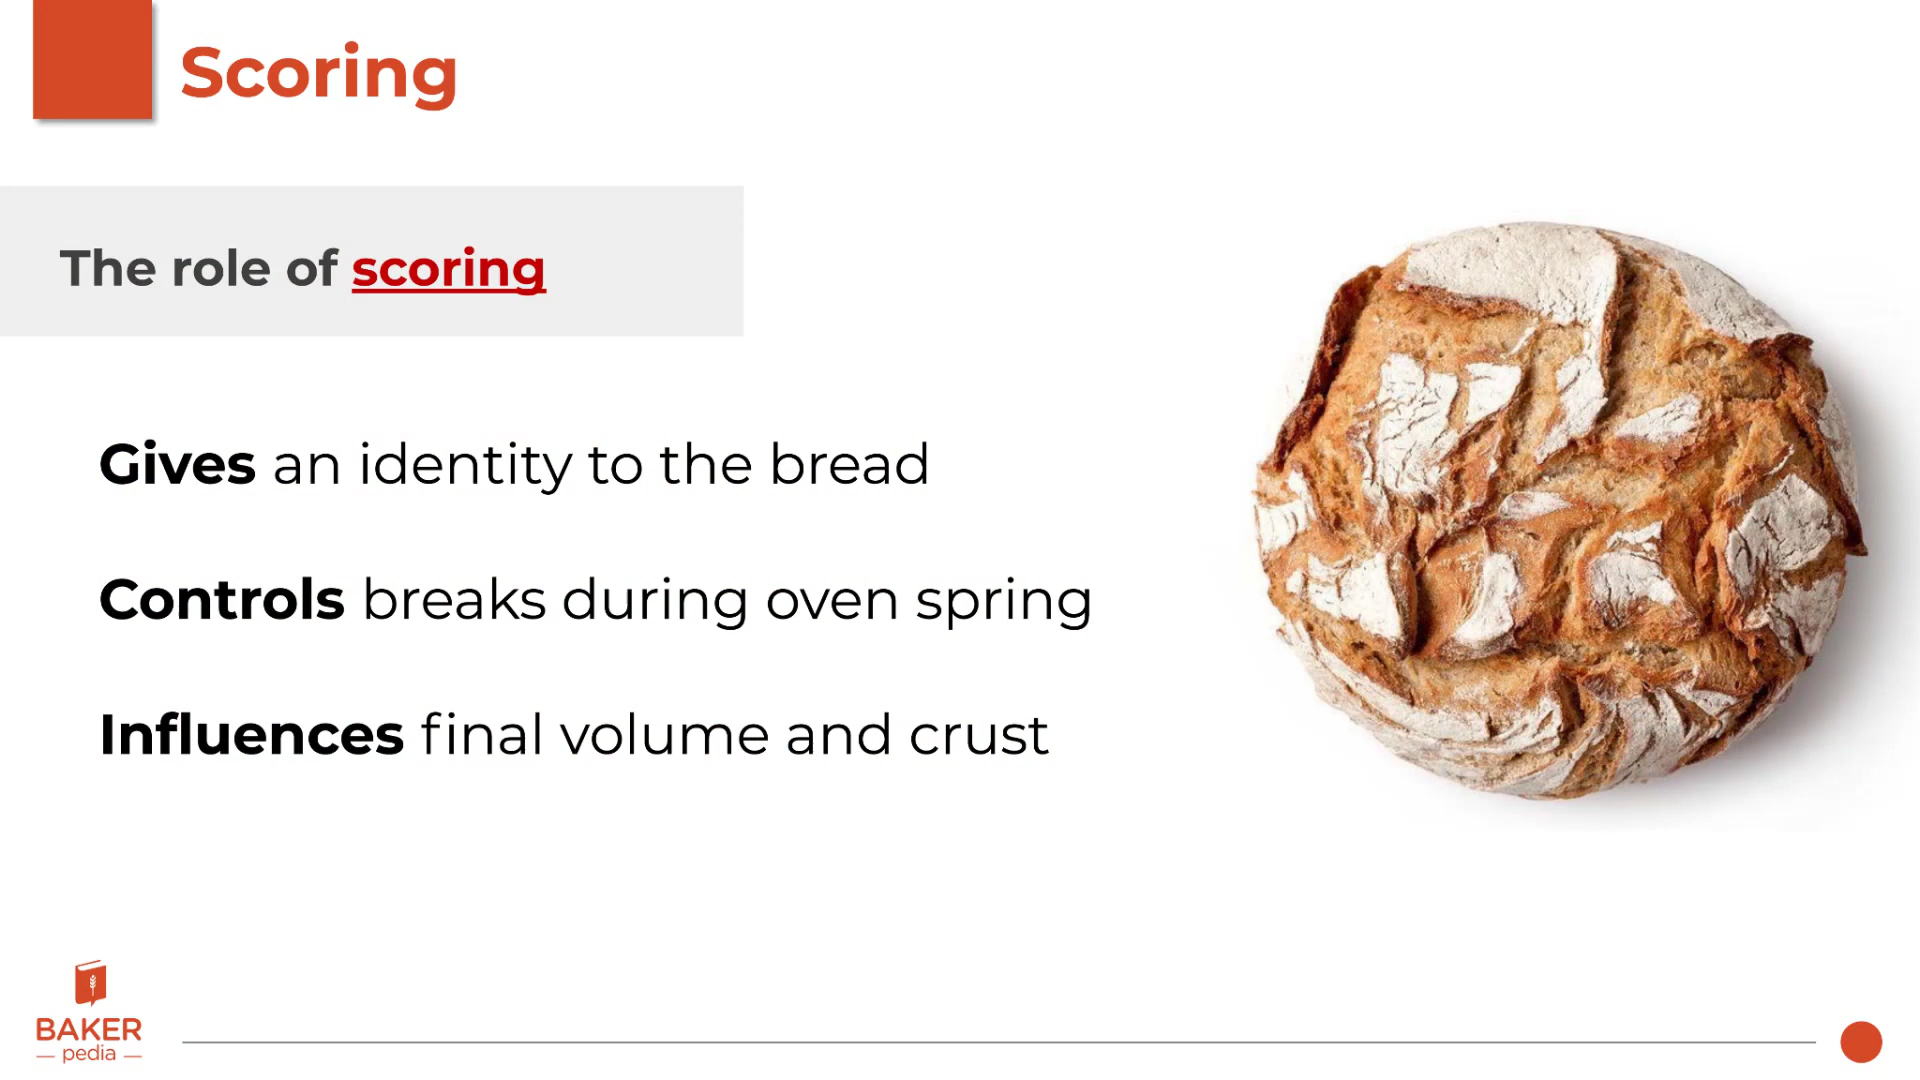 Scoring
The role of scoring
Gives an identity to the bread
Controls breaks during oven spring
Influences final volume and crust
BAKER
pedia